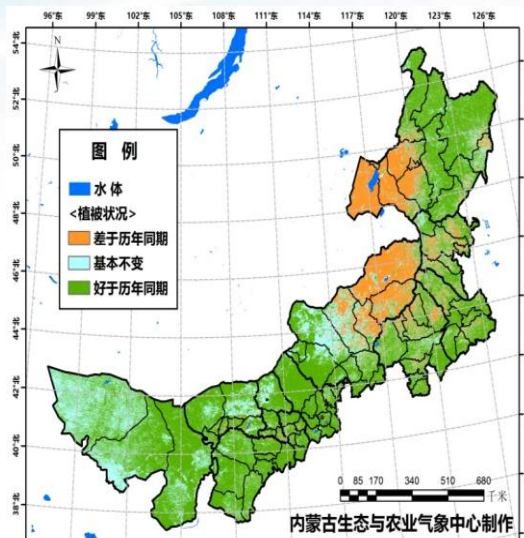 96°东 99°东 102°东 105°东 108°东 111°东 114°东 117°东 120°东 123°东 126°东
54°北
52°北
50°北
48°北
46°北
44°北
42°北
40°北
38°北
N
图 例
水体
<植被状况>
差于历年同期
基本不变
好于历年同期
0 85 170 340 510 680
千米
内蒙古生态与农业气象中心制作